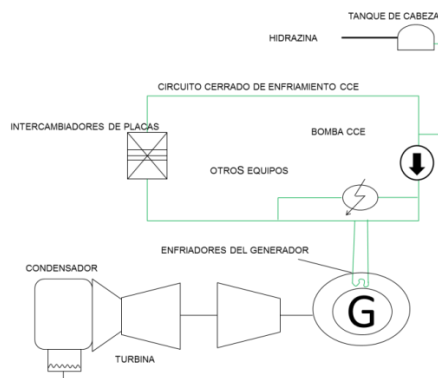 TANQUE DE CABEZA
HIDRAZINA
CIRCUITO CERRADO DE ENFRIAMIENTO CCE
INTERCAMBIADORES DE PLACAS
BOMBA CCE
OTROS EQUIPOS
ENFRIADORES DEL GENERADOR
CONDENSADOR
G
TURBINA